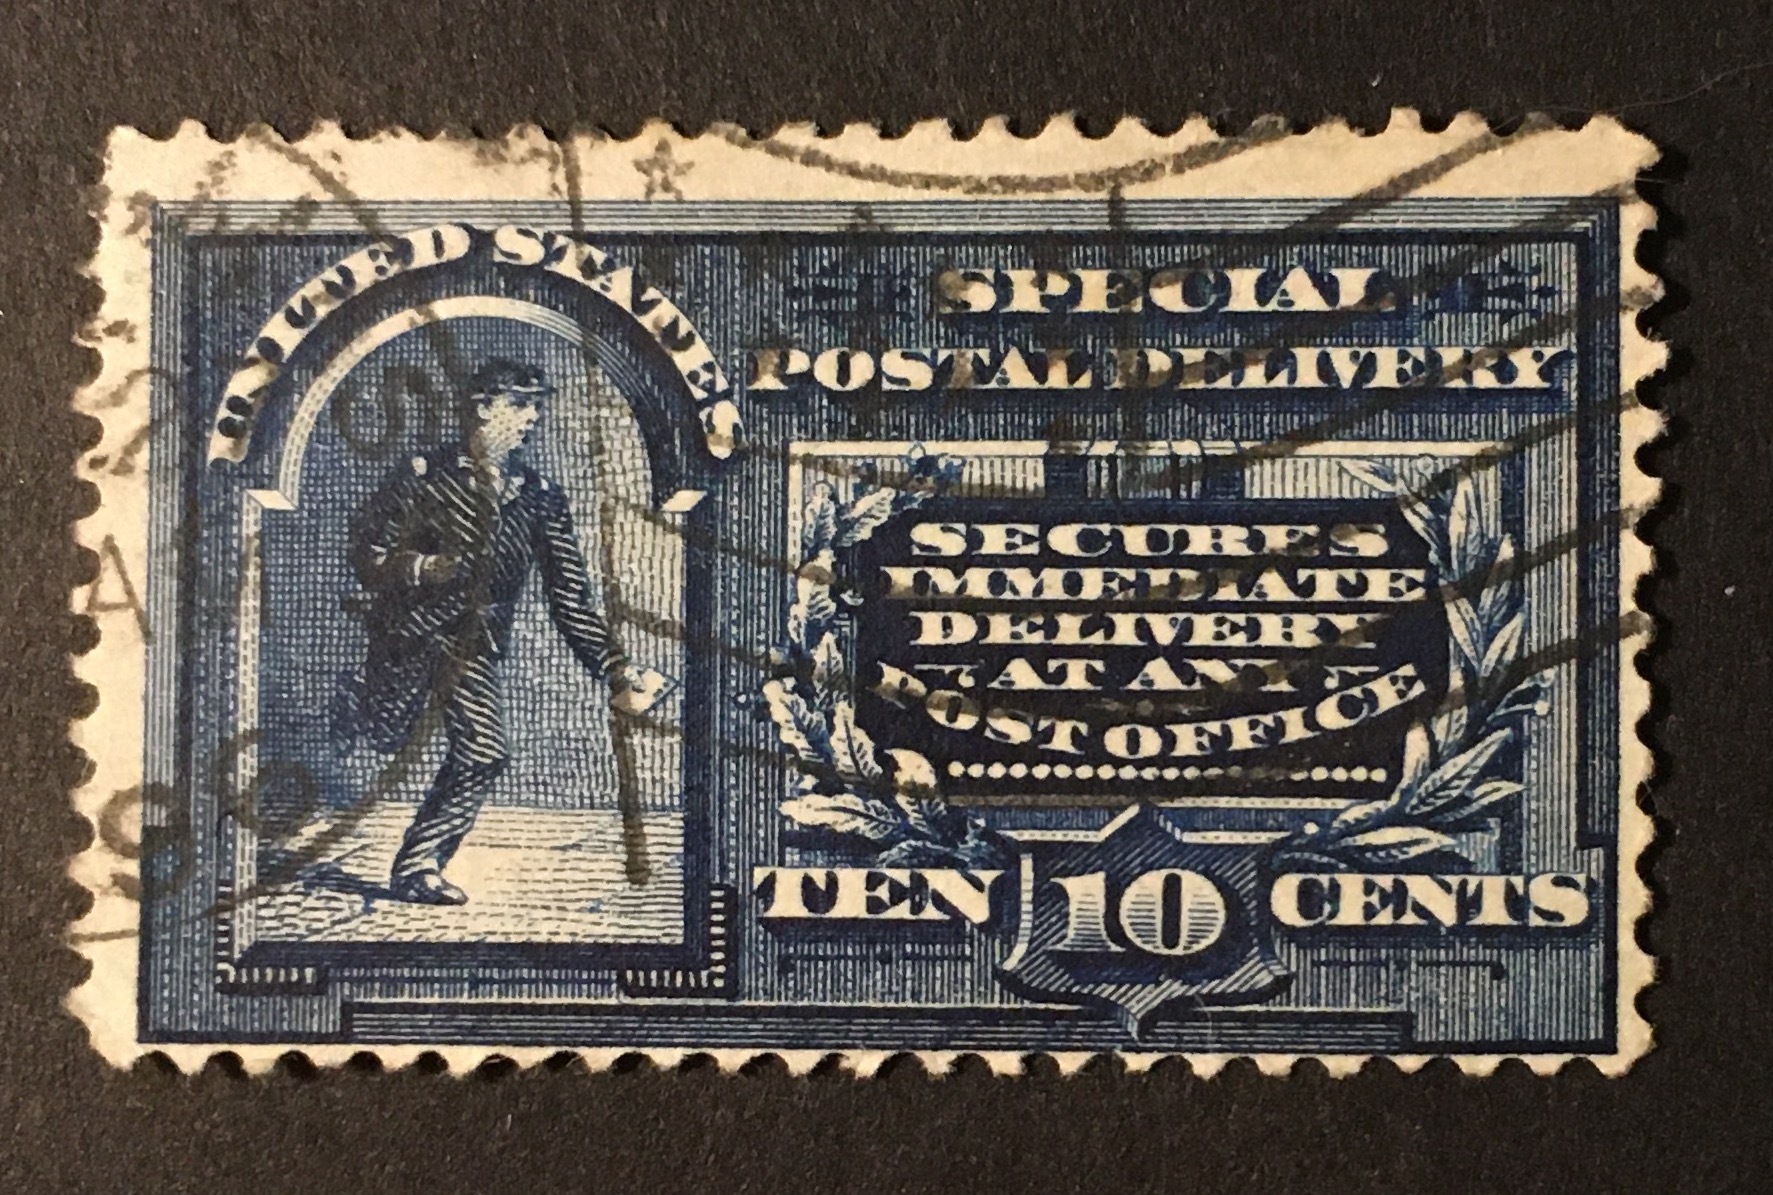 UNITED STATES
SPECIAL
POSTAL DELIVERY
SECURES
IMMEDIATE
DELIVERY
AT ANY
POST OFFICE
TEN 10 CENTS